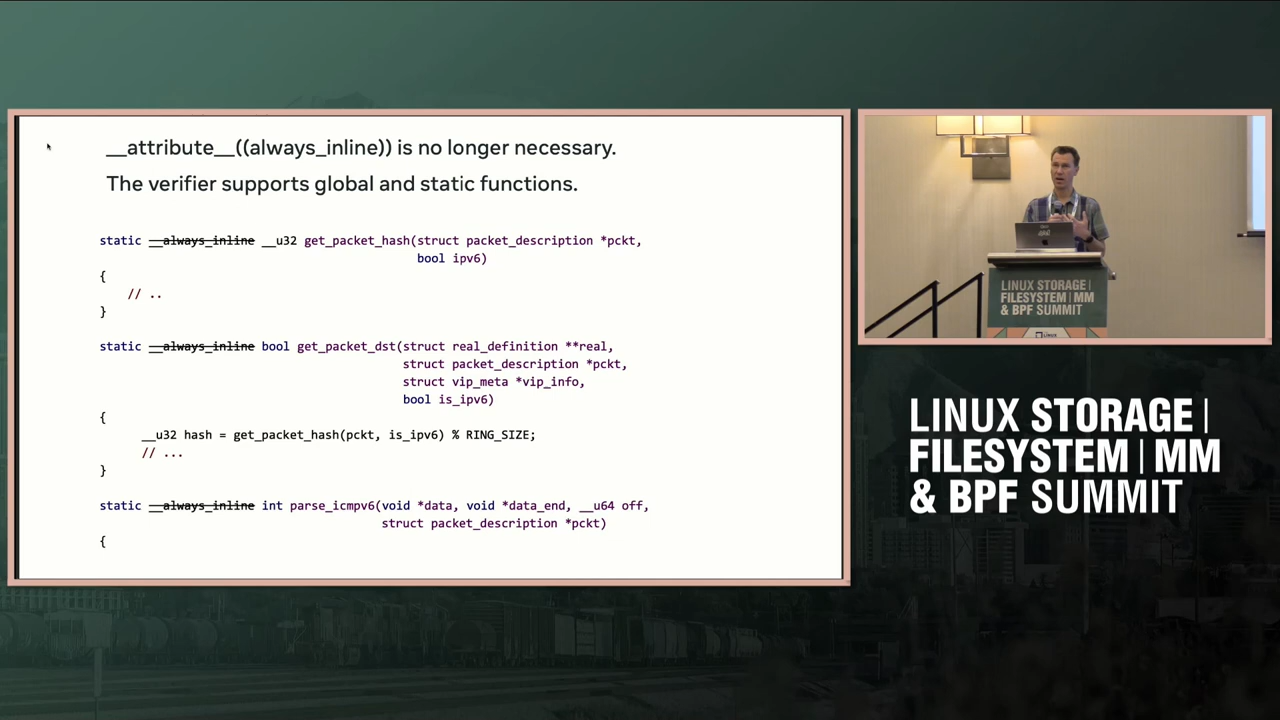 __attribute__((always_inline)) is no longer necessary.
The verifier supports global and static functions.
static __always_inline __u32 get_packet_hash(struct packet_description *pckt,
bool ipv6)
{
// ..
}
static __always_inline bool get_packet_dst(struct real_definition **real,
struct packet_description *pckt,
struct vip_meta *vip_info,
bool is_ipv6)
{
__u32 hash = get_packet_hash(pckt, is_ipv6) % RING_SIZE;
// ...
}
static __always_inline int parse_icmpv6(void *data, void *data_end, __u64 off,
struct packet_description *pckt)
{
LINUX STORAGE |
FILESYSTEM | MM
& BPF SUMMIT
LINUX STORAGE |
FILESYSTEM | MM
& BPF SUMMIT